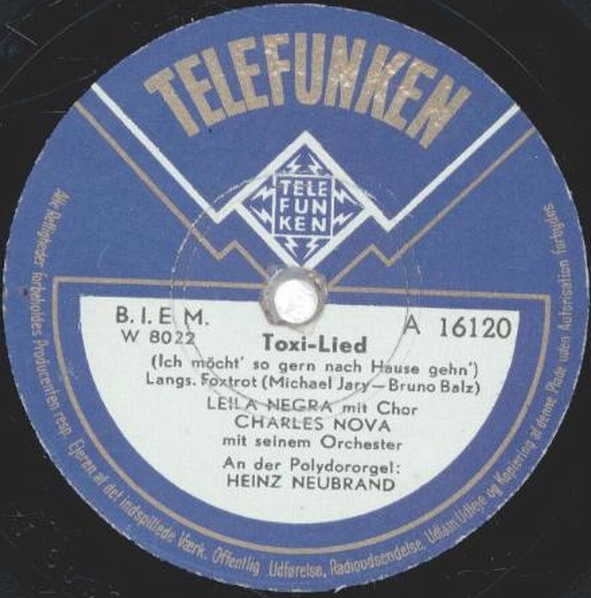 TELEFUNKEN
TELE
FUN
KEN
B.I.E M.
W 8022
A 16120
Toxi-Lied
(Ich möcht' so gern nach Hause gehn')
Langs. Foxtrot (Michael Jary—Bruno Balz)
LEILA NEGRA mit Chor
CHARLES NOVA
mit seinem Orchester
An der Polydororgel:
HEINZ NEUBRAND
Alle Rettigheder forbeholdes Producenten resp. Ejeren af det indspillede Værk. Offentlig Udførelse, Radioudsendelse, Udlaan, Udleje og Kopiering af denne Plade uden Autorisation forbydes